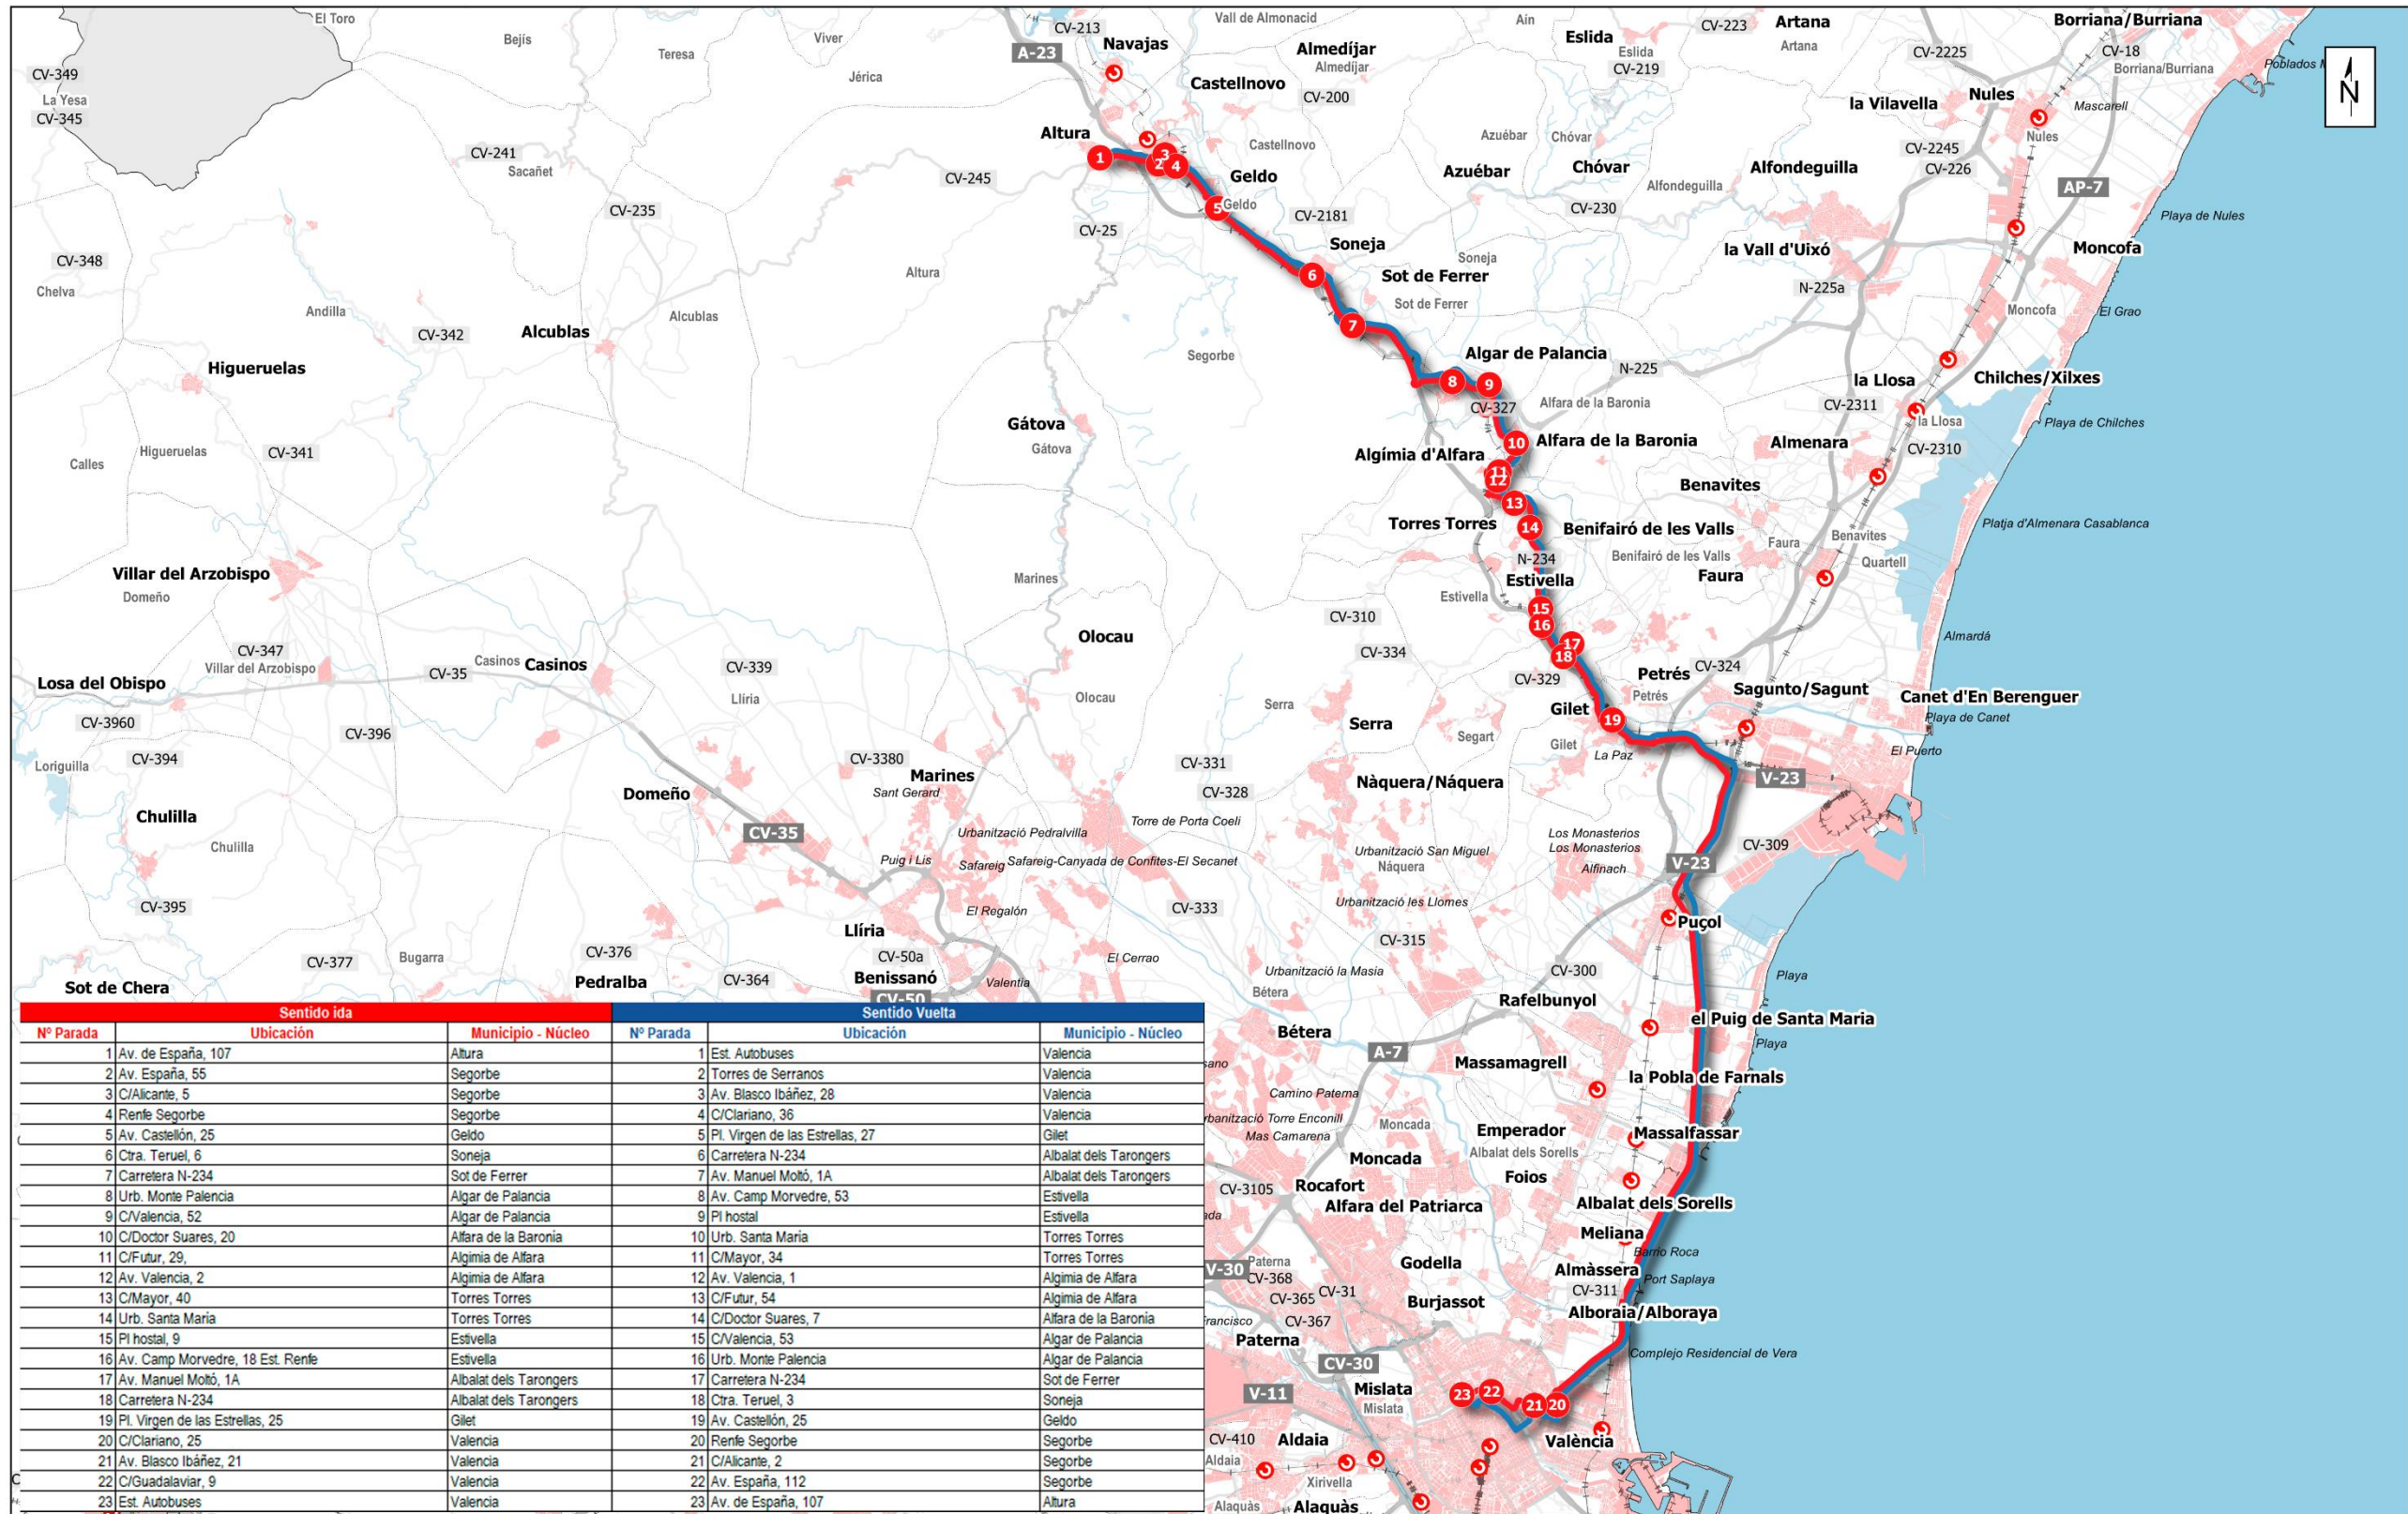 El Toro
CV-213
Vall de Almonacid
Aín
CV-223
Artana
Borriana/Burriana
Bejís
Teresa
Viver
A-23
Navajas
Almedíjar
Almedíjar
Eslida
Eslida
CV-219
Artana
CV-2225
CV-18
Borriana/Burriana
CV-349
La Yesa
CV-345
Jérica
Castellnovo
CV-200
la Vilavella
Nules
Mascarell
N
Altura
Castellnovo
Azuébar
Chóvar
Nules
CV-241
Sacañet
CV-245
1
2
3
4
Geldo
Azuébar
Chóvar
Alfondeguilla
Alfondeguilla
CV-2245
CV-226
AP-7
CV-235
5
Geldo
CV-2181
CV-230
Playa de Nules
CV-25
Soneja
Soneja
la Vall d'Uixó
Moncofa
CV-348
Chelva
Altura
6
Sot de Ferrer
Sot de Ferrer
N-225a
Moncofa
El Grao
Andilla
CV-342
Alcublas
Alcublas
7
Segorbe
Algar de Palancia
N-225
Higueruelas
8
9
la Llosa
Chilches/Xilxes
CV-327
Alfara de la Baronia
CV-2311
la Llosa
Playa de Chilches
Gátova
Gátova
10
Alfara de la Baronia
Almenara
CV-2310
Calles
Higueruelas
CV-341
Algímia d'Alfara
11
12
Benavites
13
Torres Torres
14
Benifairó de les Valls
Benifairó de les Valls
Faura
Benavites
Platja d'Almenara Casablanca
N-234
Quartell
Villar del Arzobispo
Domeño
Marines
Estivella
Estivella
Faura
15
CV-310
16
Olocau
CV-334
17
18
Almardá
CV-347
Villar del Arzobispo
CV-35
Casinos
Casinos
CV-339
Llíria
CV-329
Petrés
Petrés
CV-324
Losa del Obispo
Olocau
Serra
Serra
Gilet
19
Sagunto/Sagunt
Canet d'En Berenguer
Playa de Canet
CV-3960
CV-396
Segart
Gilet
La Paz
El Puerto
CV-394
Loriguilla
CV-3380
Marines
Sant Gerard
CV-331
CV-328
Nàquera/Náquera
V-23
Domeño
Chulilla
Chulilla
CV-35
Urbanització Pedralvilla
Torre de Porta Coeli
Los Monasterios
Los Monasterios
CV-309
Puig i Lis
Safareig
Safareig-Canyada de Confites-El Secanet
Urbanització San Miguel
Náquera
Alfinach
V-23
CV-395
El Regalón
CV-333
Urbanització les Llomes
Puçol
Llíria
CV-377
Bugarra
CV-376
CV-50a
El Cerrao
CV-315
Sot de Chera
Pedralba
CV-364
Benissanó
Valentia
CV-50
Urbanització la Masia
CV-300
Playa
Bétera
Rafelbunyol
Bétera
el Puig de Santa Maria
A-7
Playa
Massamagrell
la Pobla de Farnals
Camino Paterna
Urbanització Torre Enconill
Mas Camarena
Moncada
Emperador
Massalfassar
Albalat dels Sorells
Moncada
Foios
CV-3105
Rocafort
Alfara del Patriarca
Albalat dels Sorells
Meliana
Barrio Roca
V-30
Paterna
CV-368
Godella
Almàssera
Port Saplaya
CV-365
CV-31
CV-311
Burjassot
Alboraia/Alboraya
CV-367
Paterna
Complejo Residencial de Vera
CV-30
V-11
Mislata
Mislata
23
22
21
20
CV-410
Aldaia
Aldaia
València
Xirivella
Alaquàs
Alaquàs
Sentido ida
Sentido Vuelta
Nº Parada Ubicación Municipio - Núcleo Nº Parada Ubicación Municipio - Núcleo
1 Av. de España, 107 Altura 1 Est. Autobuses Valencia
2 Av. España, 55 Segorbe 2 Torres de Serranos Valencia
3 C/Alicante, 5 Segorbe 3 Av. Blasco Ibáñez, 28 Valencia
4 Renfe Segorbe Segorbe 4 C/Clariano, 36 Valencia
5 Av. Castellón, 25 Geldo 5 Pl. Virgen de las Estrellas, 27 Gilet
6 Ctra. Teruel, 6 Soneja 6 Carretera N-234 Albalat dels Tarongers
7 Carretera N-234 Sot de Ferrer 7 Av. Manuel Moltó, 1A Albalat dels Tarongers
8 Urb. Monte Palencia Algar de Palancia 8 Av. Camp Morvedre, 53 Estivella
9 C/Valencia, 52 Algar de Palancia 9 Pl hostal Estivella
10 C/Doctor Suares, 20 Alfara de la Baronia 10 Urb. Santa María Torres Torres
11 C/Futur, 29, Algimia de Alfara 11 C/Mayor, 34 Torres Torres
12 Av. Valencia, 2 Algimia de Alfara 12 Av. Valencia, 1 Algimia de Alfara
13 C/Mayor, 40 Torres Torres 13 C/Futur, 54 Algimia de Alfara
14 Urb. Santa María Torres Torres 14 C/Doctor Suares, 7 Alfara de la Baronía
15 Pl hostal, 9 Estivella 15 C/Valencia, 53 Algar de Palancia
16 Av. Camp Morvedre, 18 Est. Renfe Estivella 16 Urb. Monte Palencia Algar de Palancia
17 Av. Manuel Moltó, 1A Albalat dels Tarongers 17 Carretera N-234 Sot de Ferrer
18 Carretera N-234 Albalat dels Tarongers 18 Ctra. Teruel, 3 Soneja
19 Pl. Virgen de las Estrellas, 25 Gilet 19 Av. Castellón, 25 Geldo
20 C/Clariano, 25 Valencia 20 Renfe Segorbe Segorbe
21 Av. Blasco Ibáñez, 21 Valencia 21 C/Alicante, 2 Segorbe
22 C/Guadalaviar, 9 Valencia 22 Av. España, 112 Segorbe
23 Est. Autobuses Valencia 23 Av. de España, 107 Altura